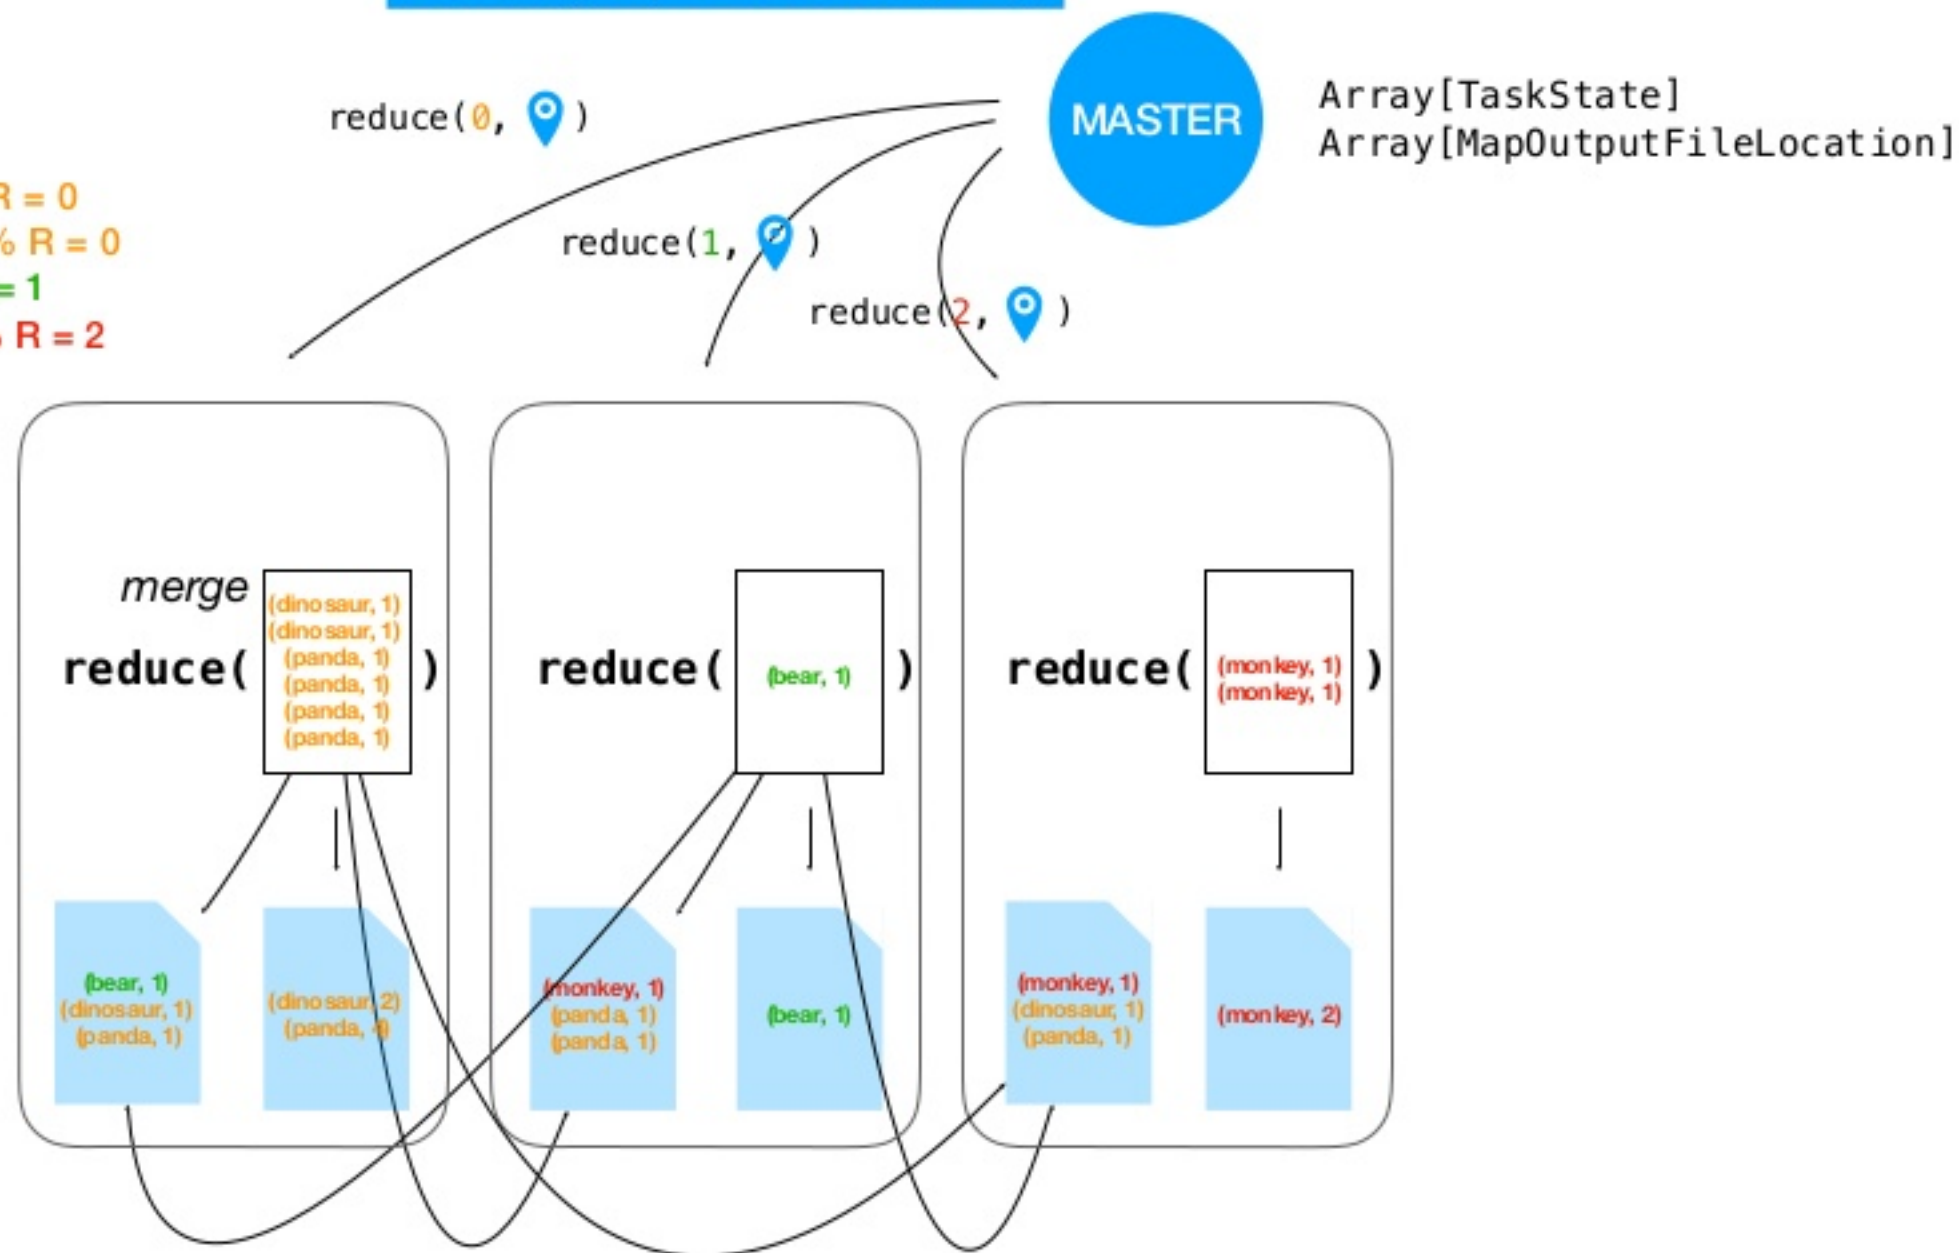 MASTER
Array[TaskState]
Array[MapOutputFileLocation]
reduce(0, )
R = 0
% R = 0
= 1
R = 2
reduce(1, )
reduce(2, )
merge
reduce(
(dinosaur, 1)
(dinosaur, 1)
(panda, 1)
(panda, 1)
(panda, 1)
(panda, 1)
)
reduce(
(bear, 1)
)
reduce(
(monkey, 1)
(monkey, 1)
)
(bear, 1)
(dinosaur, 1)
(panda, 1)
(dinosaur, 2)
(panda, )
(monkey, 1)
(panda, 1)
(panda, 1)
(bear, 1)
(monkey, 1)
(dinosaur, 1)
(panda, 1)
(monkey, 2)